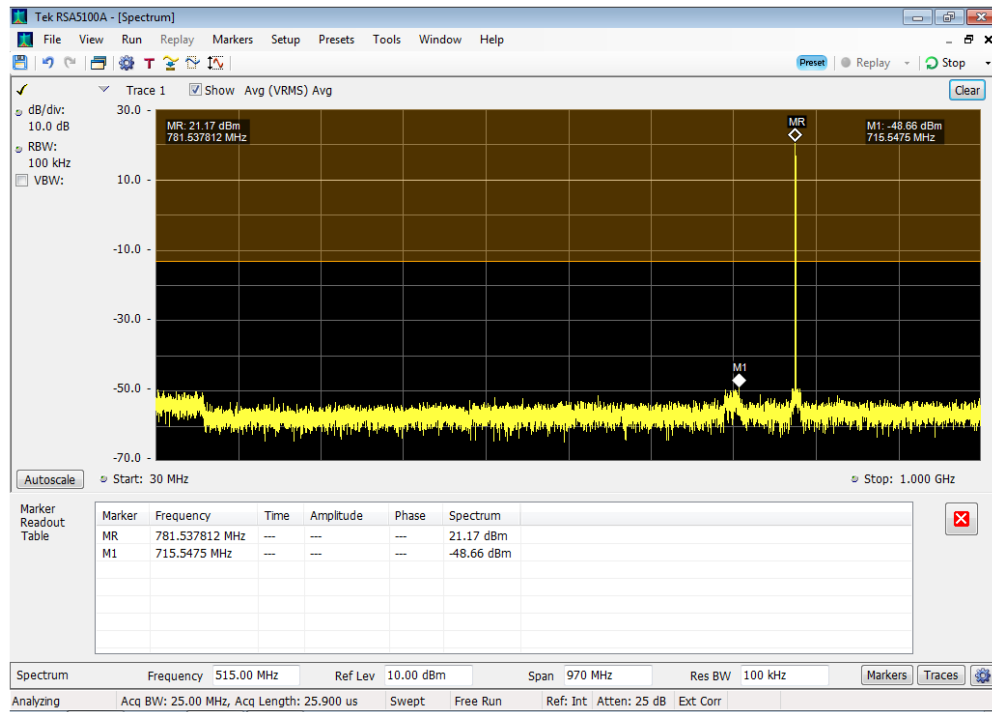 Tek RSA5100A - [Spectrum]
File View Run Replay Markers Setup Presets Tools Window Help
T Preset Replay Stop
Trace 1 Show Avg (VRMS) Avg Clear
dB/div:
10.0 dB
RBW:
100 kHz
VBW:
30.0
10.0
-10.0
-30.0
-50.0
-70.0
MR: 21.17 dBm
781.537812 MHz
MR
M1: -48.66 dBm
715.5475 MHz
M1
Autoscale Start: 30 MHz Stop: 1.000 GHz
Marker
Readout
Table
Marker Frequency Time Amplitude Phase Spectrum
MR 781.537812 MHz --- --- --- 21.17 dBm
M1 715.5475 MHz --- --- --- -48.66 dBm
Spectrum Frequency 515.00 MHz Ref Lev 10.00 dBm Span 970 MHz Res BW 100 kHz Markers Traces
Analyzing Acq BW: 25.00 MHz, Acq Length: 25.900 us Swept Free Run Ref: Int Atten: 25 dB Ext Corr